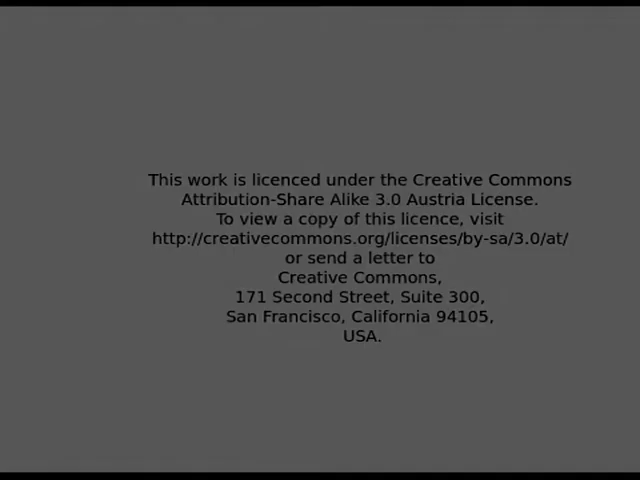 This work is licenced under the Creative Commons
Attribution-Share Alike 3.0 Austria License.
To view a copy of this licence, visit
http://creativecommons.org/licenses/by-sa/3.0/at/
or send a letter to
Creative Commons,
171 Second Street, Suite 300,
San Francisco, California 94105,
USA.